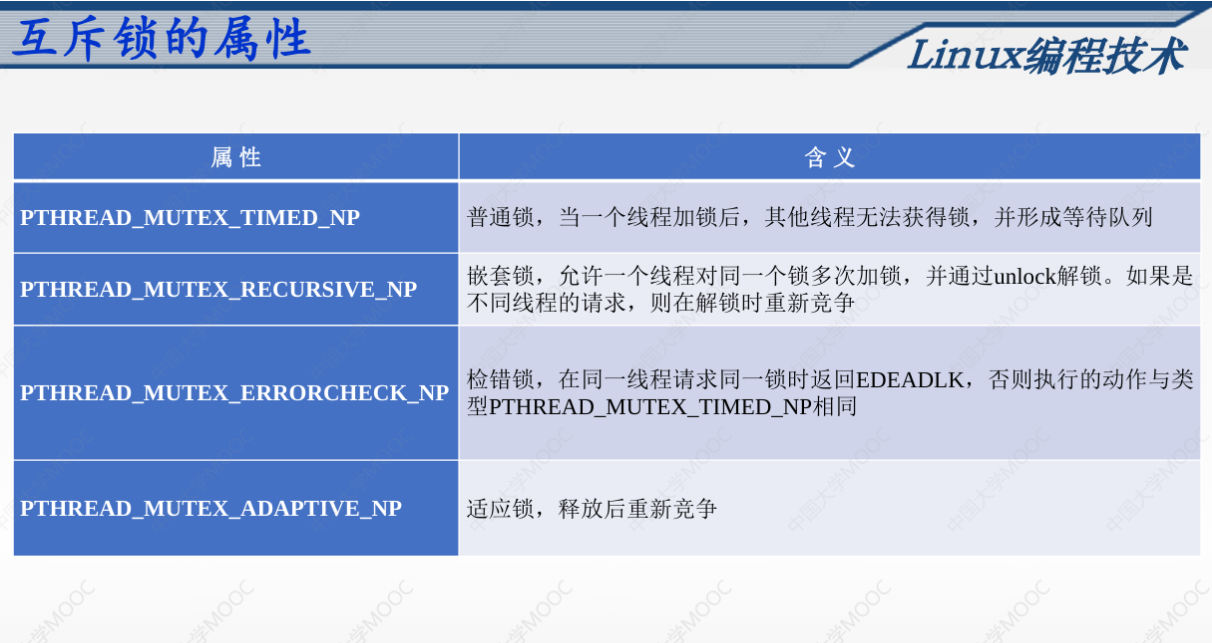 互斥锁的属性
Linux编程技术
属 性
含 义
PTHREAD_MUTEX_TIMED_NP
普通锁，当一个线程加锁后，其他线程无法获得锁，并形成等待队列
PTHREAD_MUTEX_RECURSIVE_NP
嵌套锁，允许一个线程对同一个锁多次加锁，并通过unlock解锁。如果是
不同线程的请求，则在解锁时重新竞争
PTHREAD_MUTEX_ERRORCHECK_NP
检错锁，在同一线程请求同一锁时返回EDEADLK，否则执行的动作与类
型PTHREAD_MUTEX_TIMED_NP相同
PTHREAD_MUTEX_ADAPTIVE_NP
适应锁，释放后重新竞争
中国大学MOOC